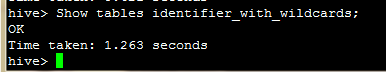 hive> Show tables identifier_with_wildcards;
OK
Time taken: 1.263 seconds
hive>